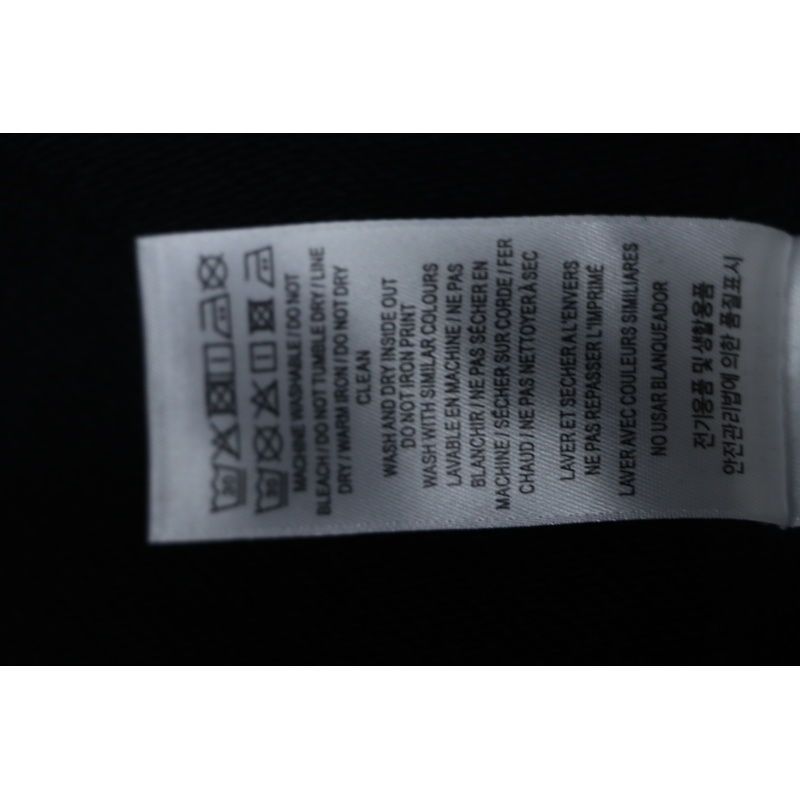 MACHINE WASHABLE / DO NOT
BLEACH / DO NOT TUMBLE DRY / LINE
DRY / WARM IRON / DO NOT DRY
CLEAN
WASH AND DRY INSIDE OUT
DO NOT IRON PRINT
WASH WITH SIMILAR COLOURS
LAVABLE EN MACHINE / NE PAS
BLANCHIR / NE PAS SÉCHER EN
MACHINE / SÉCHER SUR CORDE / FER
CHAUD / NE PAS NETTOYER À SEC
LAVER ET SECHER A L'ENVERS
NE PAS REPASSER L'IMPRIMÉ
LAVER AVEC COULEURS SIMILIARES
NO USAR BLANQUEADOR
전기용품 및 생활용품
안전관리법에 의한 품질표시